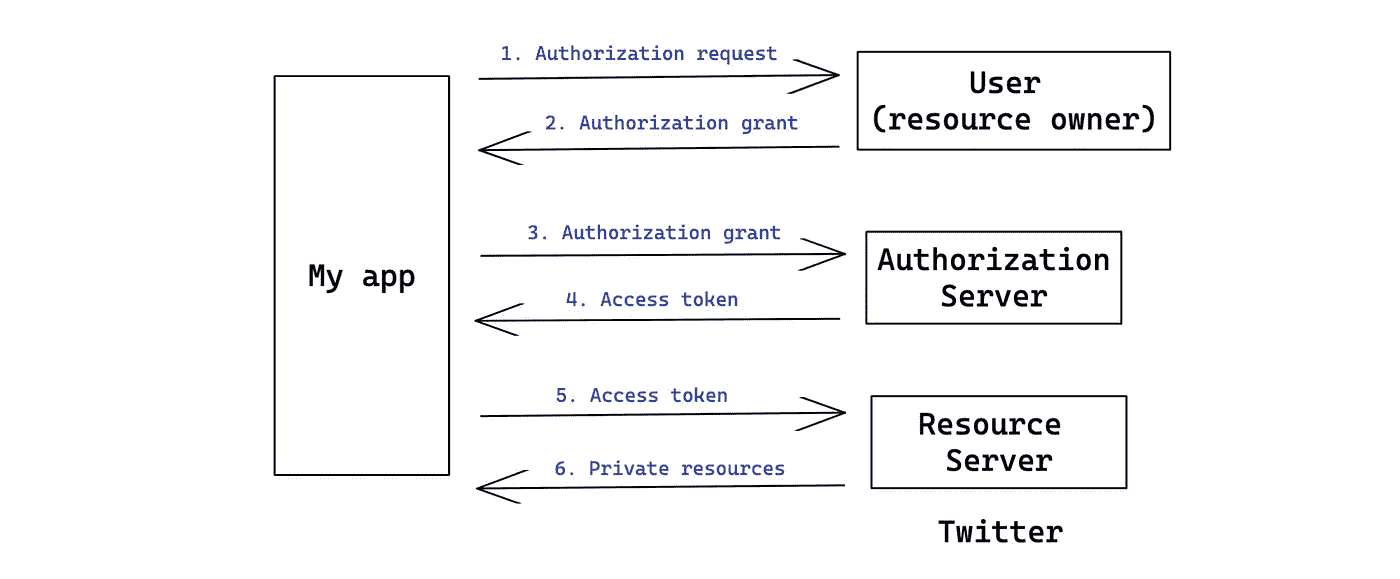 1. Authorization request
User
(resource owner)
2. Authorization grant
My app
3. Authorization grant
Authorization
Server
4. Access token
5. Access token
Resource
Server
6. Private resources
Twitter